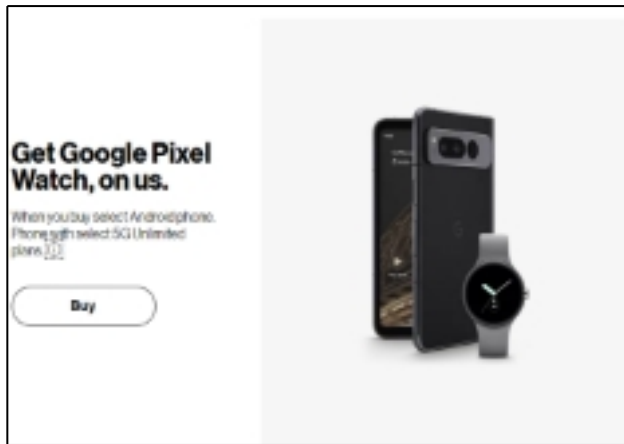 Get Google Pixel
Watch, on us.
When you buy select Android phone.
Phone with select 5G Unlimited
plans.
Buy